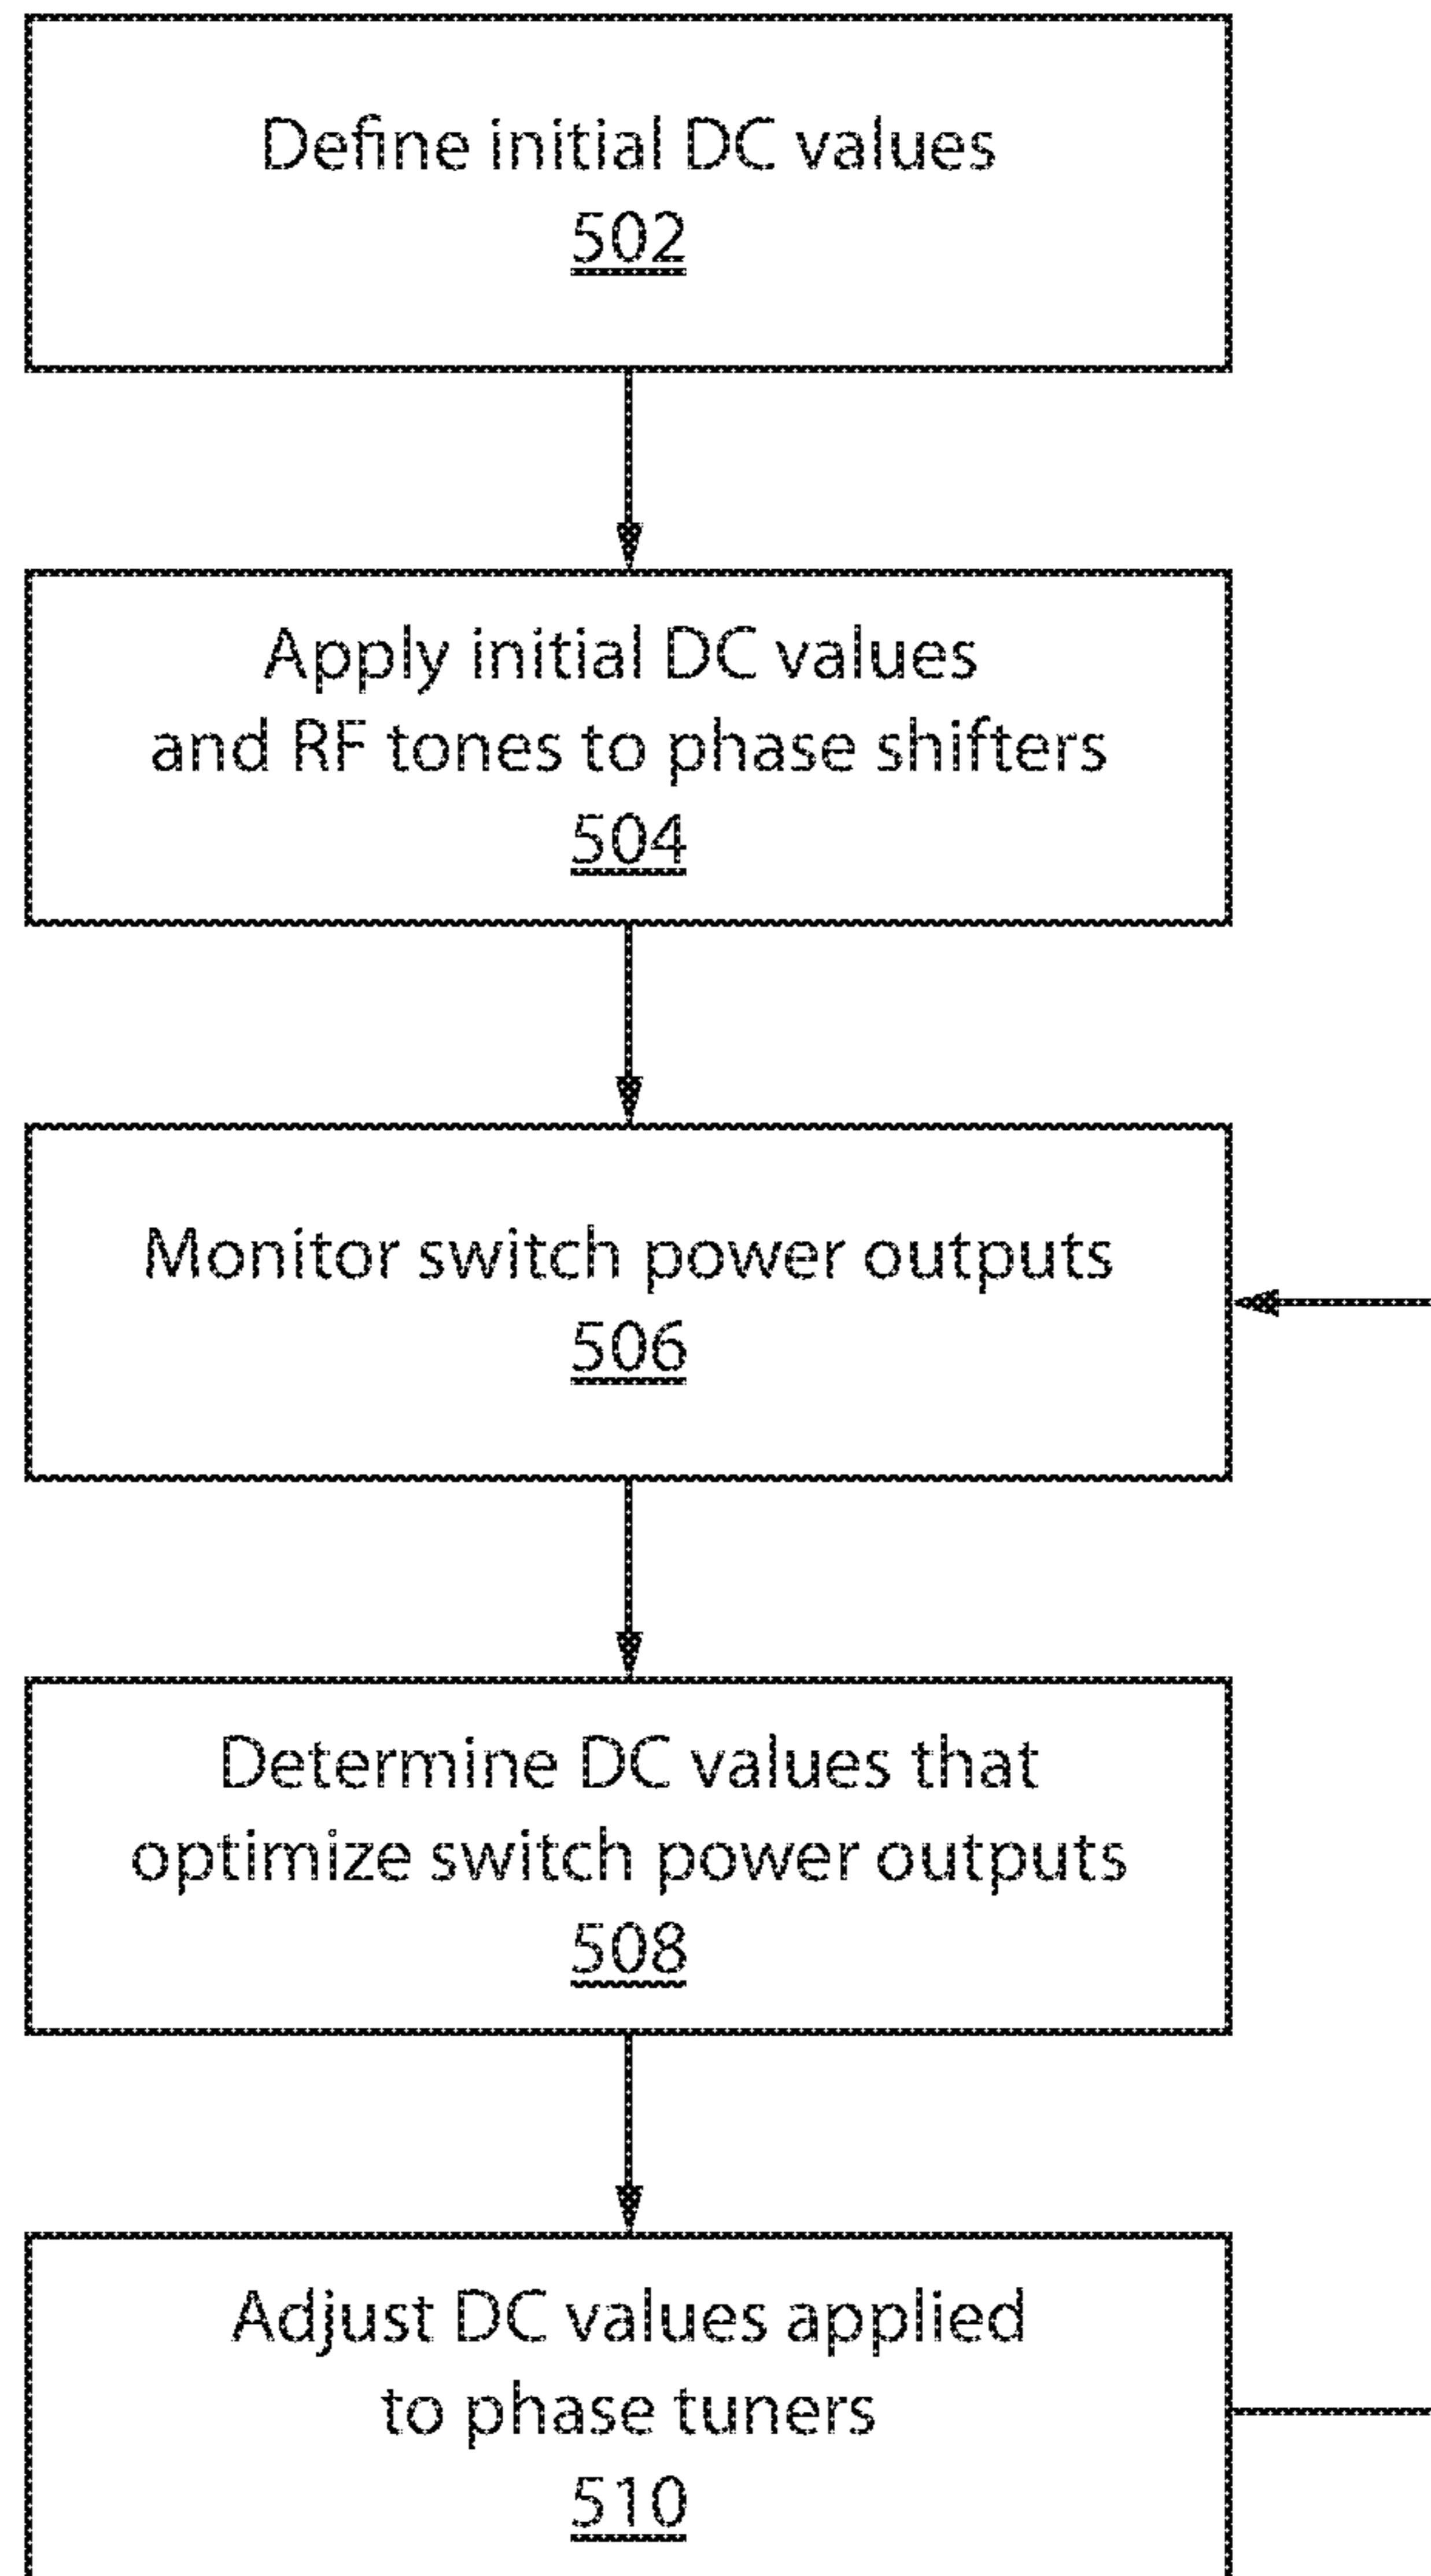 Define initial DC values
502
Apply initial DC values
and RF tones to phase shifters
504
Monitor switch power outputs
506
Determine DC values that
optimize switch power outputs
508
Adjust DC values applied
to phase tuners
510